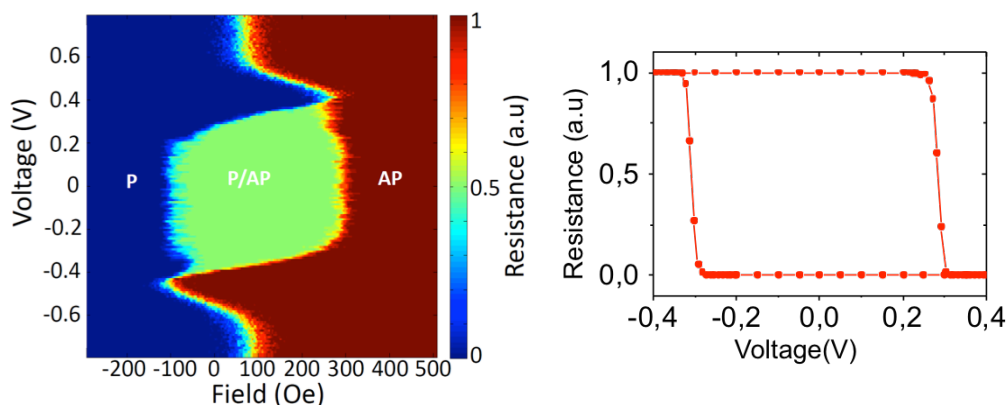 Voltage (V)
0.6
0.4
0.2
0
-0.2
-0.4
-0.6
P
P/AP
AP
-200 -100 0 100 200 300 400 500
Field (Oe)
1
0.5
0
Resistance (a.u)
Resistance (a.u)
1,0
0,5
0,0
-0,4 -0,2 0,0 0,2 0,4
Voltage(V)